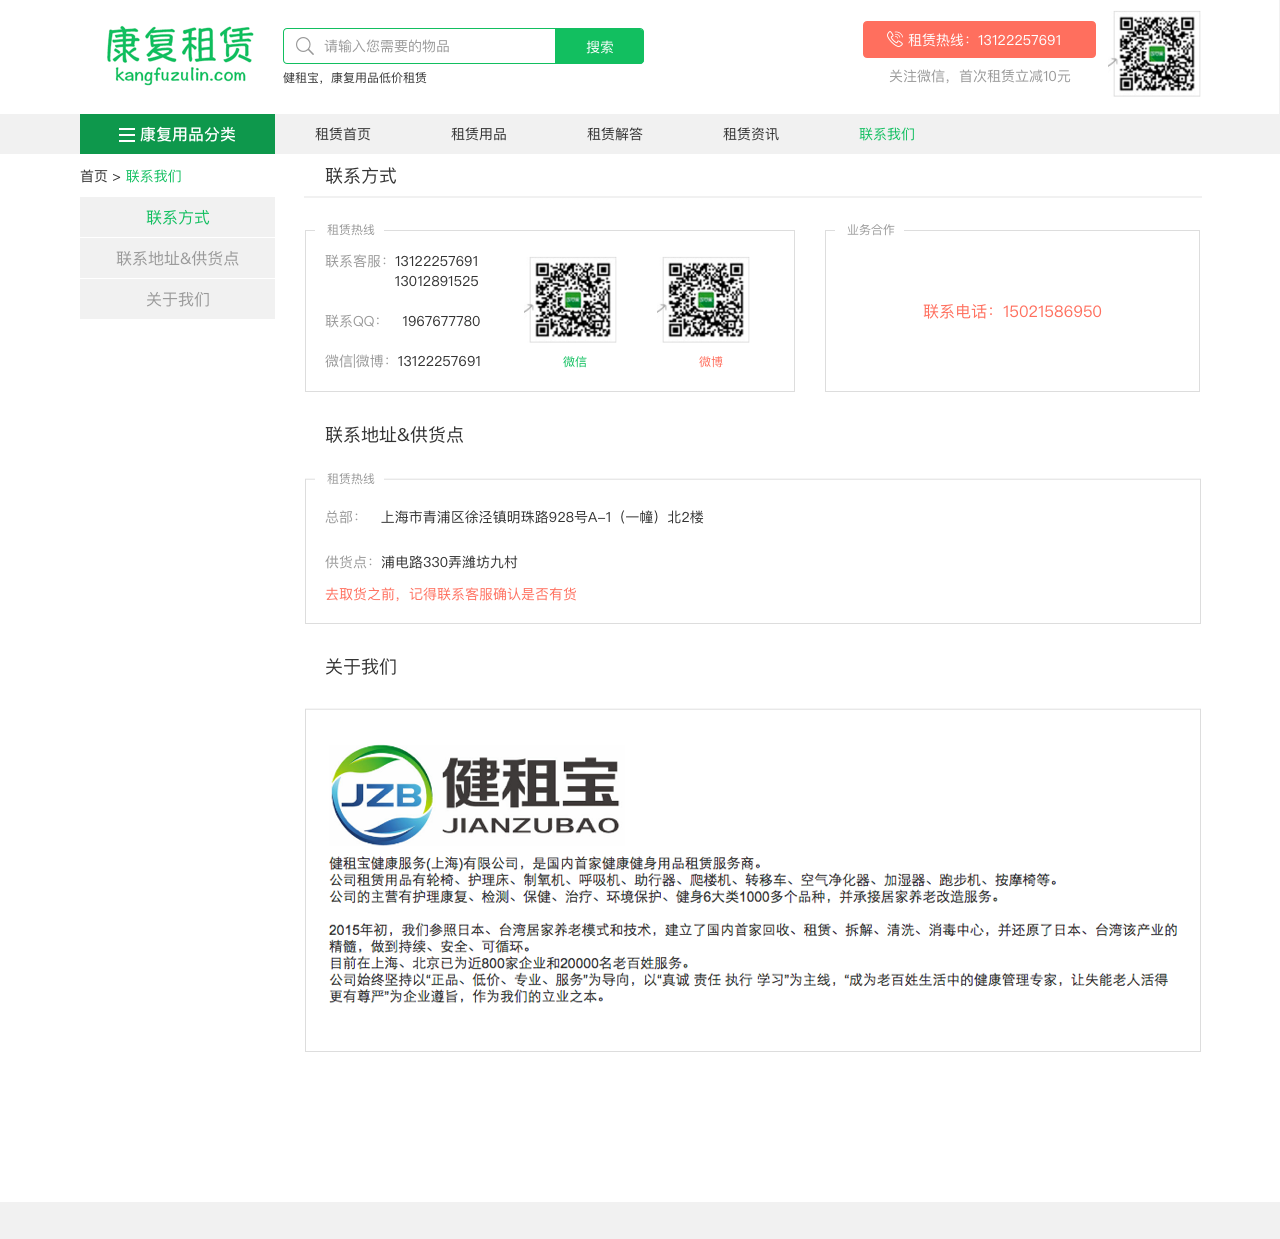 康复租赁
kangfuzulin.com
请输入您需要的物品
搜索
健租宝，康复用品低价租赁
租赁热线：13122257691
关注微信，首次租赁立减10元
康复用品分类
租赁首页
租赁用品
租赁解答
租赁资讯
联系我们
首页 > 联系我们
联系方式
联系地址&供货点
关于我们
联系方式
租赁热线
联系客服：13122257691
13012891525
联系QQ： 1967677780
微信|微博：13122257691
微信
微博
业务合作
联系电话：15021586950
联系地址&供货点
租赁热线
总部： 上海市青浦区徐泾镇明珠路928号A-1（一幢）北2楼
供货点：浦电路330弄潍坊九村
去取货之前，记得联系客服确认是否有货
关于我们
JZB
健租宝
JIANZUBAO
健租宝健康服务(上海)有限公司，是国内首家健康健身用品租赁服务商。
公司租赁用品有轮椅、护理床、制氧机、呼吸机、助行器、爬楼机、转移车、空气净化器、加湿器、跑步机、按摩椅等。
公司的主营有护理康复、检测、保健、治疗、环境保护、健身6大类1000多个品种，并承接居家养老改造服务。
2015年初，我们参照日本、台湾居家养老模式和技术，建立了国内首家回收、租赁、拆解、清洗、消毒中心，并还原了日本、台湾该产业的
精髓，做到持续、安全、可循环。
目前在上海、北京已为近800家企业和20000名老百姓服务。
公司始终坚持以“正品、低价、专业、服务”为导向，以“真诚 责任 执行 学习”为主线，“成为老百姓生活中的健康管理专家，让失能老人活得
更有尊严”为企业遵旨，作为我们的立业之本。